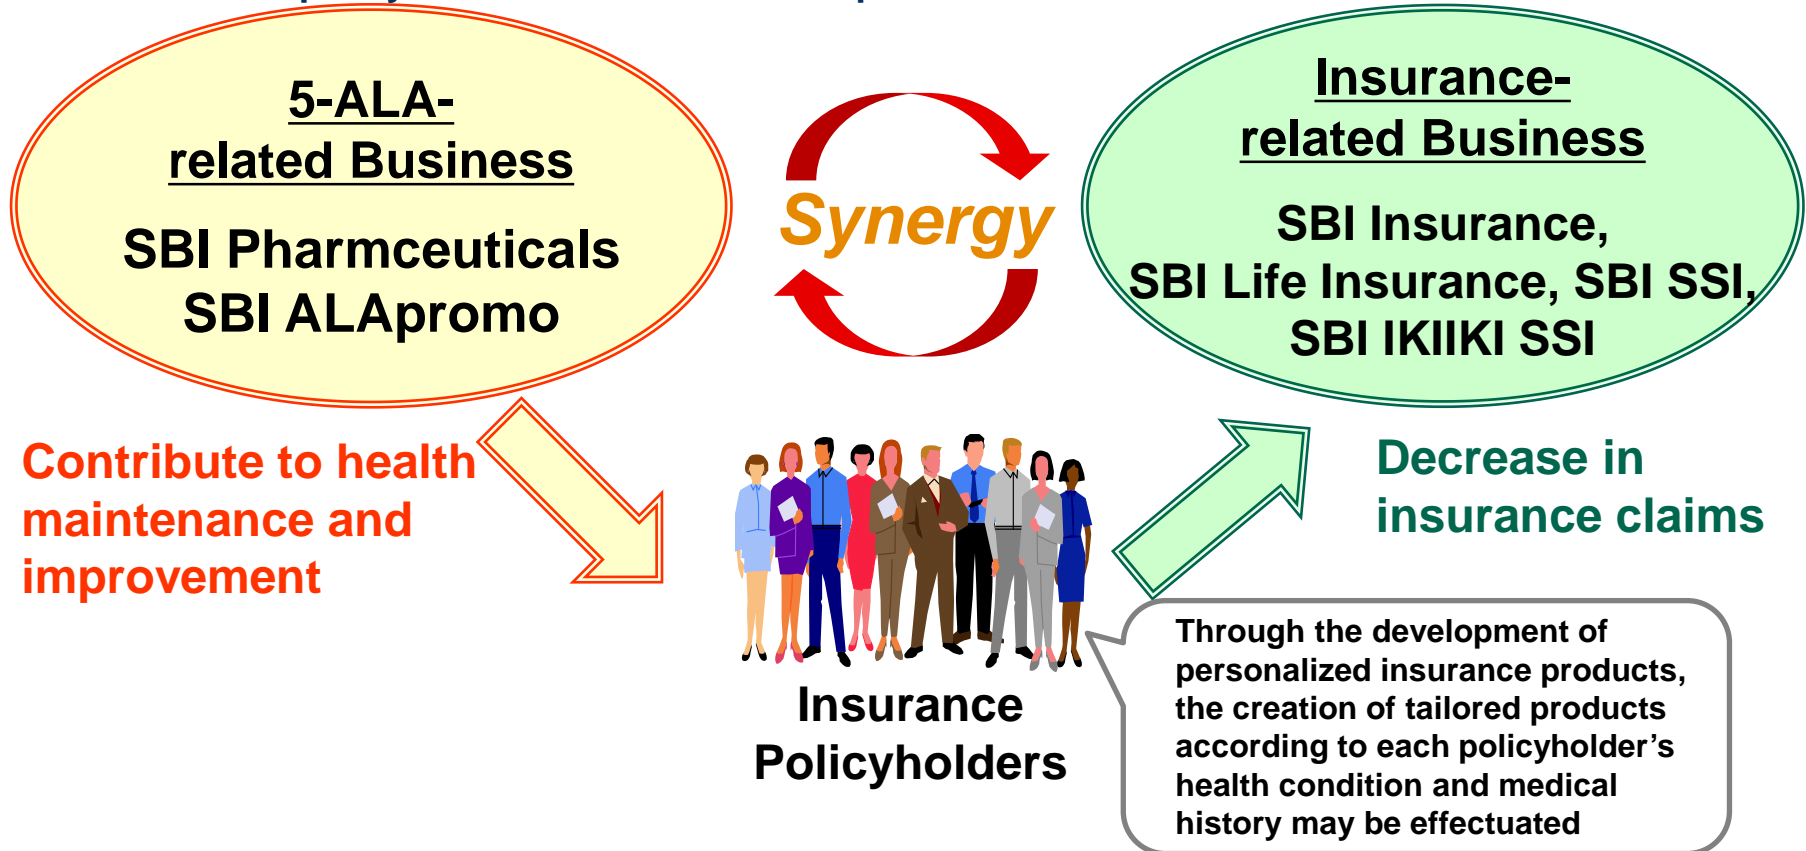 5-ALA-
related Business
SBI Pharmceuticals
SBI ALApromo
Synergy
Insurance-
related Business
SBI Insurance,
SBI Life Insurance, SBI SSI,
SBI IKIIKI SSI
Contribute to health
maintenance and
improvement
Decrease in
insurance claims
Insurance
Policyholders
Through the development of
personalized insurance products,
the creation of tailored products
according to each policyholder’s
health condition and medical
history may be effectuated